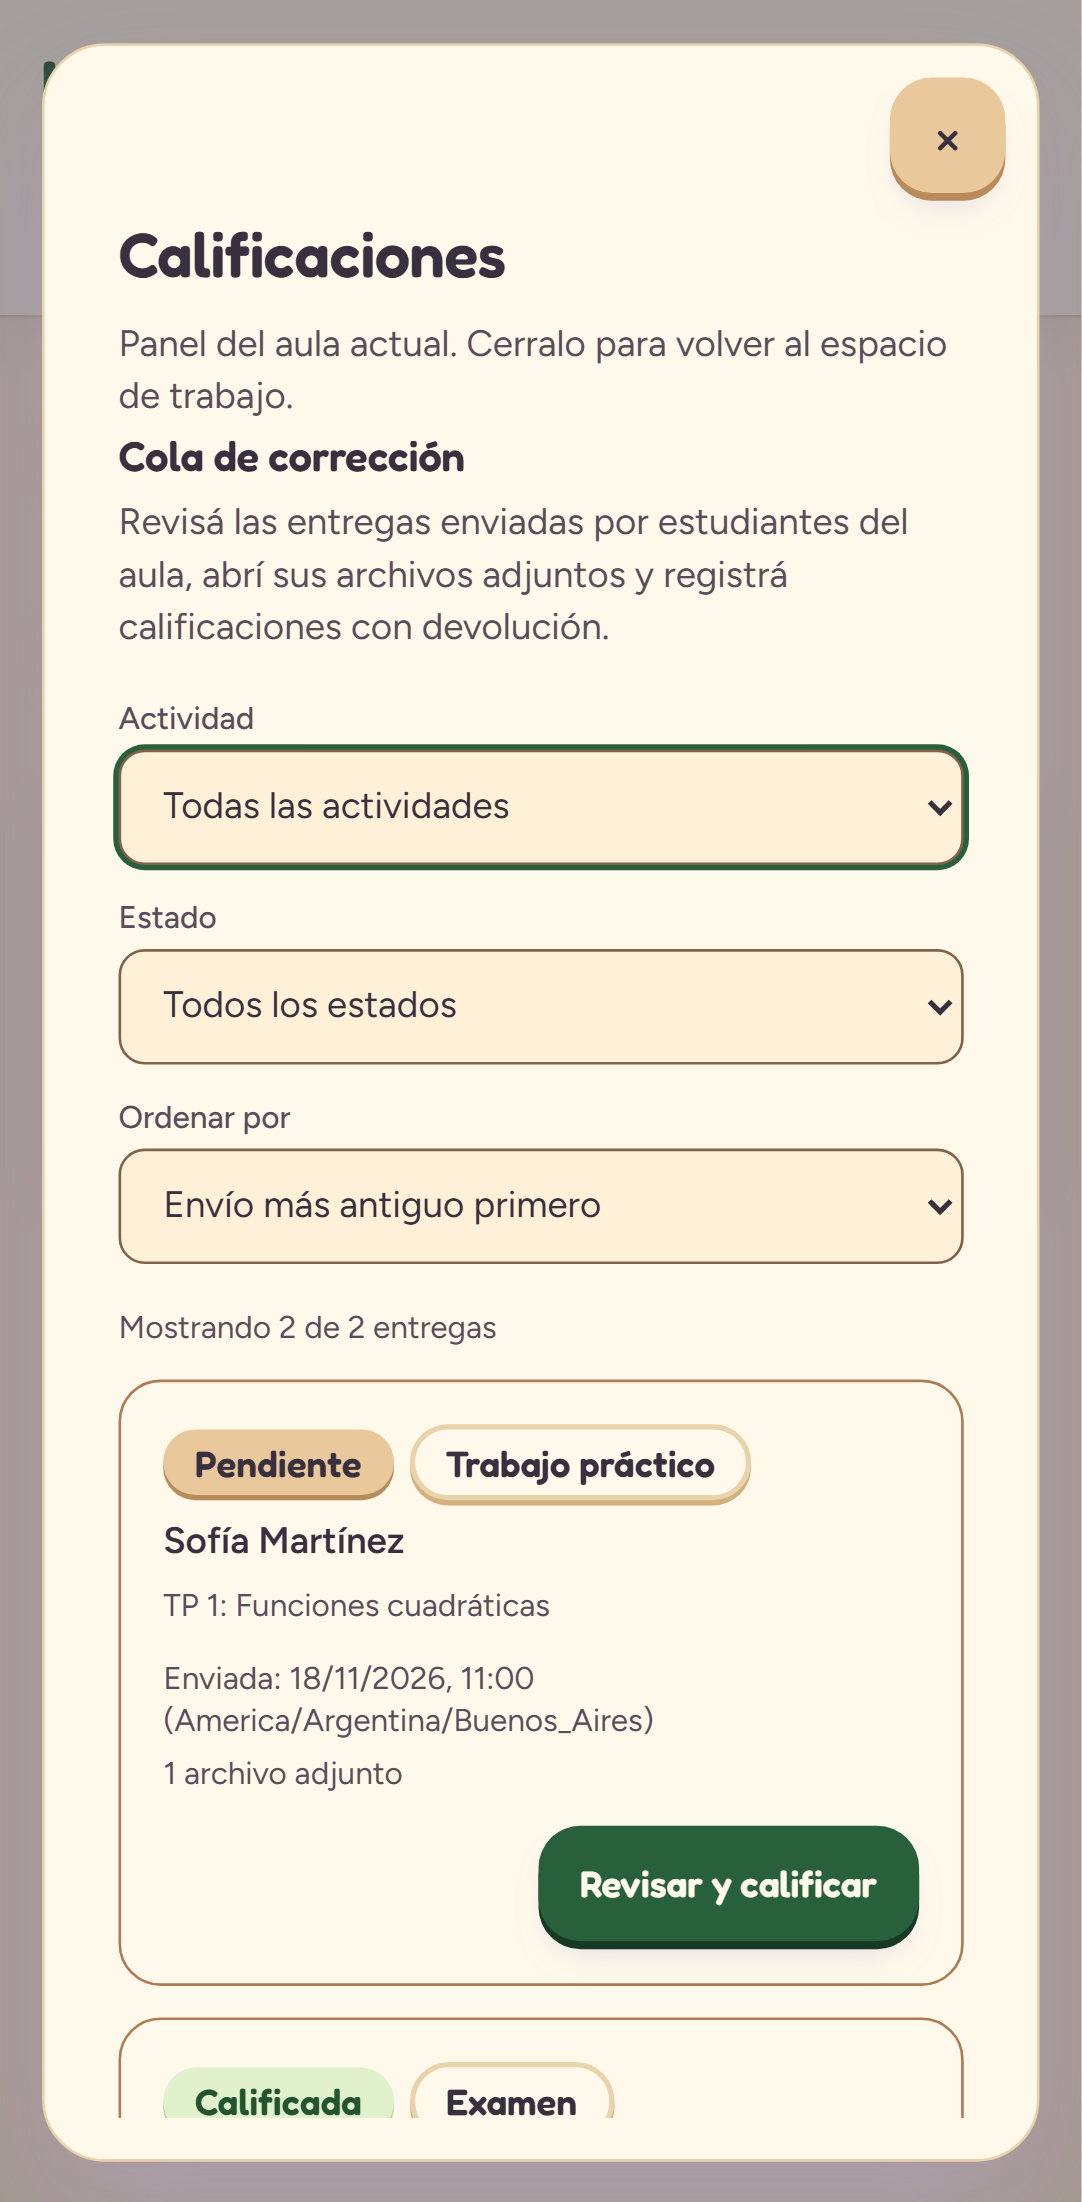 ×
Calificaciones
Panel del aula actual. Cerralo para volver al espacio
de trabajo.
Cola de corrección
Revisá las entregas enviadas por estudiantes del
aula, abrí sus archivos adjuntos y registrá
calificaciones con devolución.
Actividad
Todas las actividades
Estado
Todos los estados
Ordenar por
Envío más antiguo primero
Mostrando 2 de 2 entregas
Pendiente Trabajo práctico
Sofía Martínez
TP 1: Funciones cuadráticas
Enviada: 18/11/2026, 11:00
(America/Argentina/Buenos_Aires)
1 archivo adjunto
Revisar y calificar
Calificada Examen